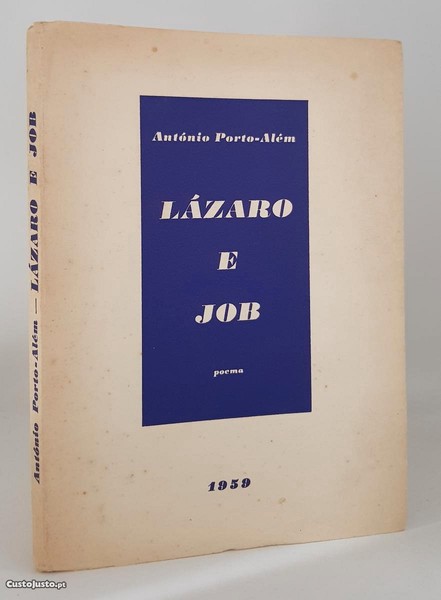 António Porto-Além
LÁZARO
E
JOB
poema
1959
António Porto-Além — LÁZARO E JOB
Custojusto.pt